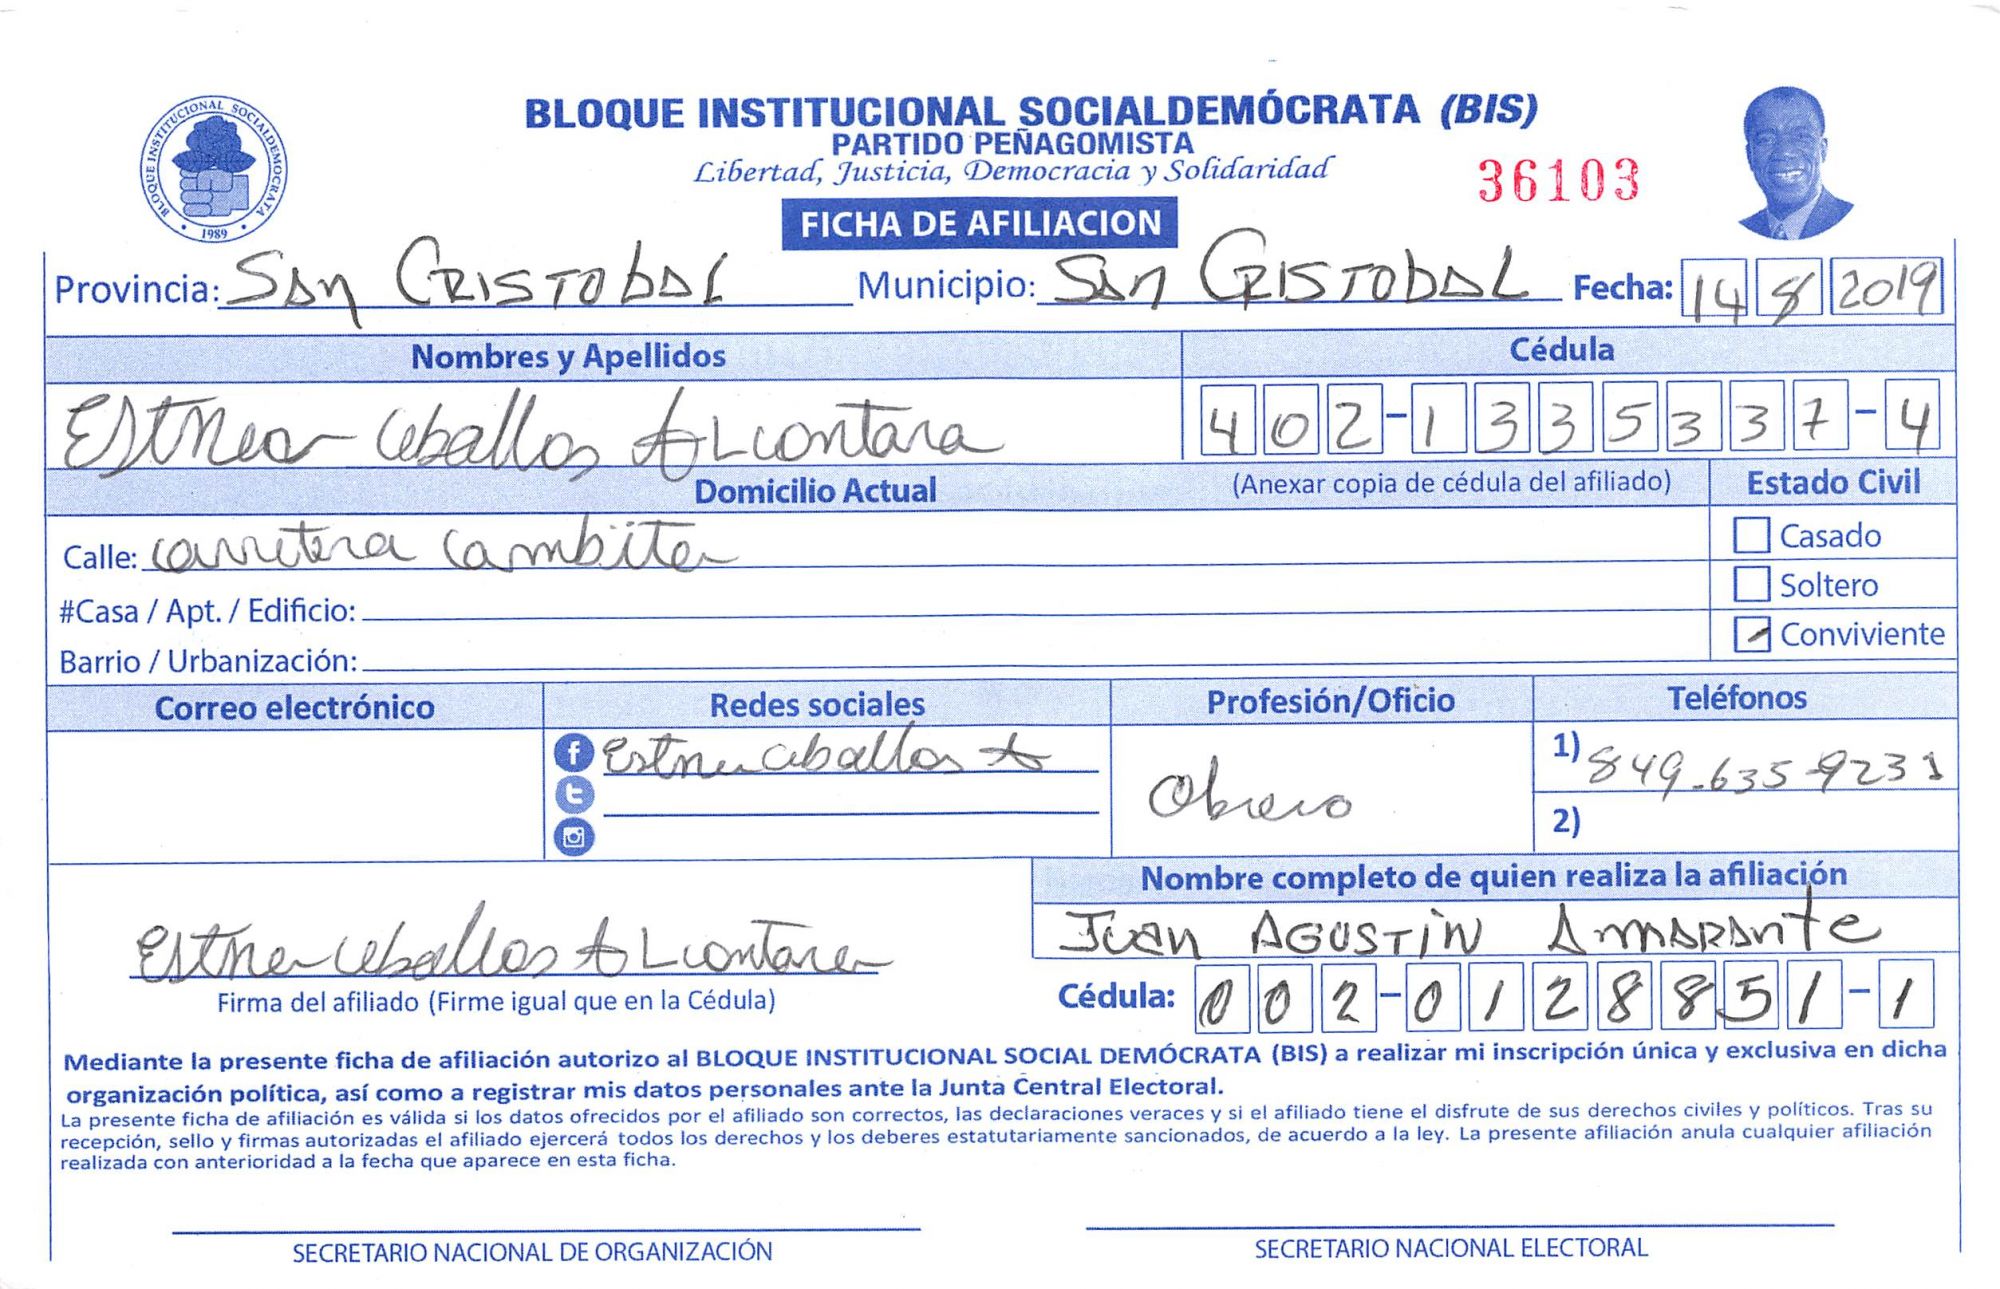 BLOQUE INSTITUCIONAL SOCIALDEMOCRATA
1989
BLOQUE INSTITUCIONAL SOCIALDEMÓCRATA (BIS)
PARTIDO PEÑAGOMISTA
Libertad, Justicia, Democracia y Solidaridad
36103
FICHA DE AFILIACION
Provincia: SAN CRISTObAL Municipio: SAN CRISTObAL Fecha: 14 8 2019
Nombres y Apellidos Cédula
Esther Ceballos ALcantara 402-1335337-4
Domicilio Actual (Anexar copia de cédula del afiliado) Estado Civil
Calle: carretera Cambita Casado
#Casa / Apt. / Edificio: Soltero
Barrio / Urbanización: Conviviente
Correo electrónico Redes sociales Profesión/Oficio Teléfonos
Esther ceballos A Obrero 1) 849-635-9231
2)
Nombre completo de quien realiza la afiliación
Juan AGUSTIN AmARAnte
Esther ceballos ALcantara
Firma del afiliado (Firme igual que en la Cédula) Cédula: 002-0128851-1
Mediante la presente ficha de afiliación autorizo al BLOQUE INSTITUCIONAL SOCIAL DEMÓCRATA (BIS) a realizar mi inscripción única y exclusiva en dicha
organización política, así como a registrar mis datos personales ante la Junta Central Electoral.
La presente ficha de afiliación es válida si los datos ofrecidos por el afiliado son correctos, las declaraciones veraces y si el afiliado tiene el disfrute de sus derechos civiles y políticos. Tras su
recepción, sello y firmas autorizadas el afiliado ejercerá todos los derechos y los deberes estatutariamente sancionados, de acuerdo a la ley. La presente afiliación anula cualquier afiliación
realizada con anterioridad a la fecha que aparece en esta ficha.
SECRETARIO NACIONAL DE ORGANIZACIÓN SECRETARIO NACIONAL ELECTORAL